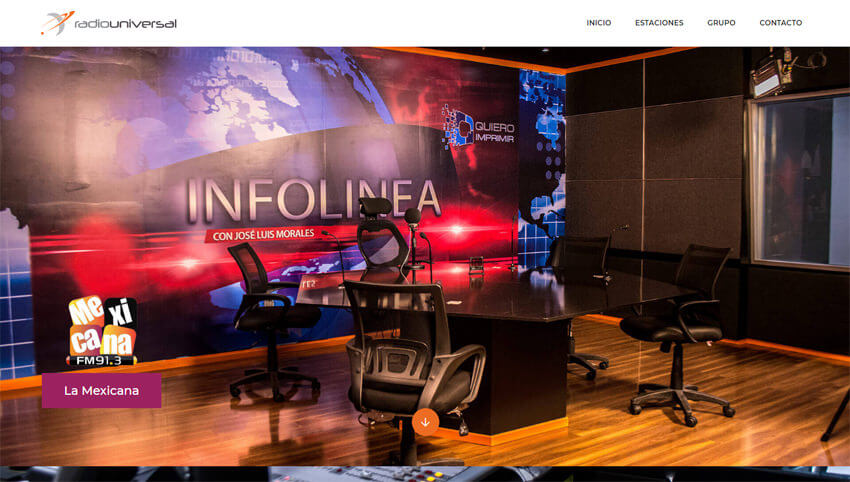 radiouniversal
INICIO
ESTACIONES
GRUPO
CONTACTO
QUIERO
IMPRIMIR
INFOLINEA
CON JOSÉ LUIS MORALES
Me
xi
ca
na
FM91.3
La Mexicana